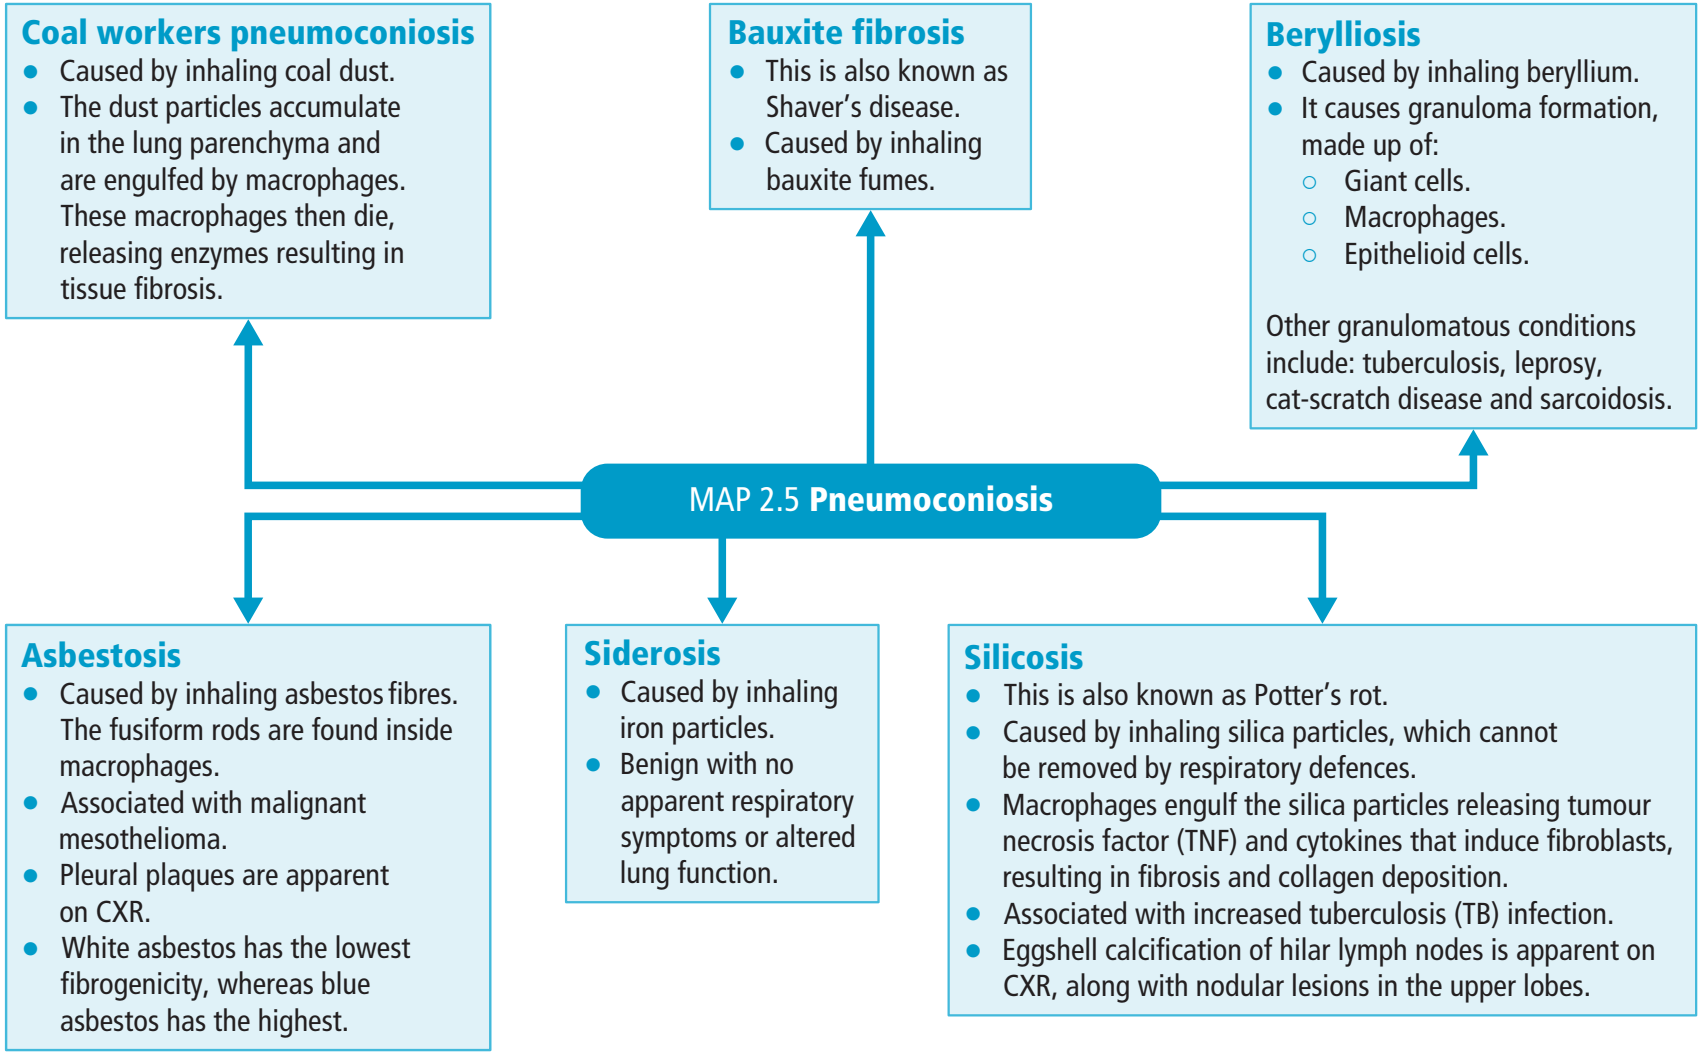 Coal workers pneumoconiosis
● Caused by inhaling coal dust.
● The dust particles accumulate
in the lung parenchyma and
are engulfed by macrophages.
These macrophages then die,
releasing enzymes resulting in
tissue fibrosis.
Bauxite fibrosis
● This is also known as
Shaver's disease.
● Caused by inhaling
bauxite fumes.
Berylliosis
● Caused by inhaling beryllium.
● It causes granuloma formation,
made up of:
○ Giant cells.
○ Macrophages.
○ Epithelioid cells.
Other granulomatous conditions
include: tuberculosis, leprosy,
cat-scratch disease and sarcoidosis.
MAP 2.5 Pneumoconiosis
Asbestosis
● Caused by inhaling asbestos fibres.
The fusiform rods are found inside
macrophages.
● Associated with malignant
mesothelioma.
● Pleural plaques are apparent
on CXR.
● White asbestos has the lowest
fibrogenicity, whereas blue
asbestos has the highest.
Siderosis
● Caused by inhaling
iron particles.
● Benign with no
apparent respiratory
symptoms or altered
lung function.
Silicosis
● This is also known as Potter's rot.
● Caused by inhaling silica particles, which cannot
be removed by respiratory defences.
● Macrophages engulf the silica particles releasing tumour
necrosis factor (TNF) and cytokines that induce fibroblasts,
resulting in fibrosis and collagen deposition.
● Associated with increased tuberculosis (TB) infection.
● Eggshell calcification of hilar lymph nodes is apparent on
CXR, along with nodular lesions in the upper lobes.